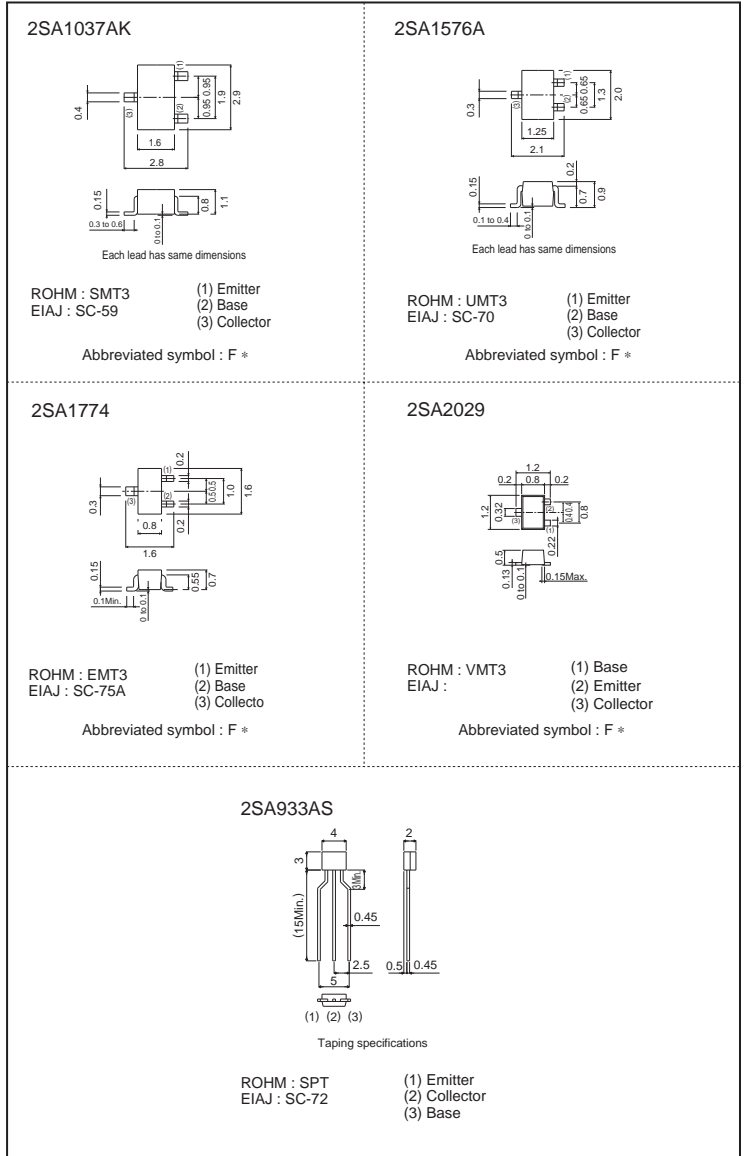 2SA1037AK
(1)
(2)
(3)
0.4
0.95
0.95
1.9
2.9
1.6
2.8
0.15
0.3 to 0.6
0 to 0.1
0.8
1.1
Each lead has same dimensions
ROHM : SMT3
EIAJ : SC-59
(1) Emitter
(2) Base
(3) Collector
Abbreviated symbol : F *
2SA1576A
(1)
(2)
(3)
0.3
0.65
0.65
1.3
2.0
1.25
2.1
0.15
0.1 to 0.4
0 to 0.1
0.2
0.7
0.9
Each lead has same dimensions
ROHM : UMT3
EIAJ : SC-70
(1) Emitter
(2) Base
(3) Collector
Abbreviated symbol : F *
2SA1774
0.2
(1)
(2)
(3)
0.3
0.5
0.5
1.0
1.6
0.2
0.8
1.6
0.15
0.1Min.
0 to 0.1
0.55
0.7
ROHM : EMT3
EIAJ : SC-75A
(1) Emitter
(2) Base
(3) Collecto
Abbreviated symbol : F *
2SA2029
1.2
0.2
0.8
0.2
1.2
0.32
(3)
(2)
(1)
0.4
0.4
0.8
0.22
0.5
0.13
0 to 0.1
0.15Max.
ROHM : VMT3
EIAJ :
(1) Base
(2) Emitter
(3) Collector
Abbreviated symbol : F *
2SA933AS
4
2
3
3Min.
(15Min.)
0.45
2.5
5
0.5
0.45
(1) (2) (3)
Taping specifications
ROHM : SPT
EIAJ : SC-72
(1) Emitter
(2) Collector
(3) Base